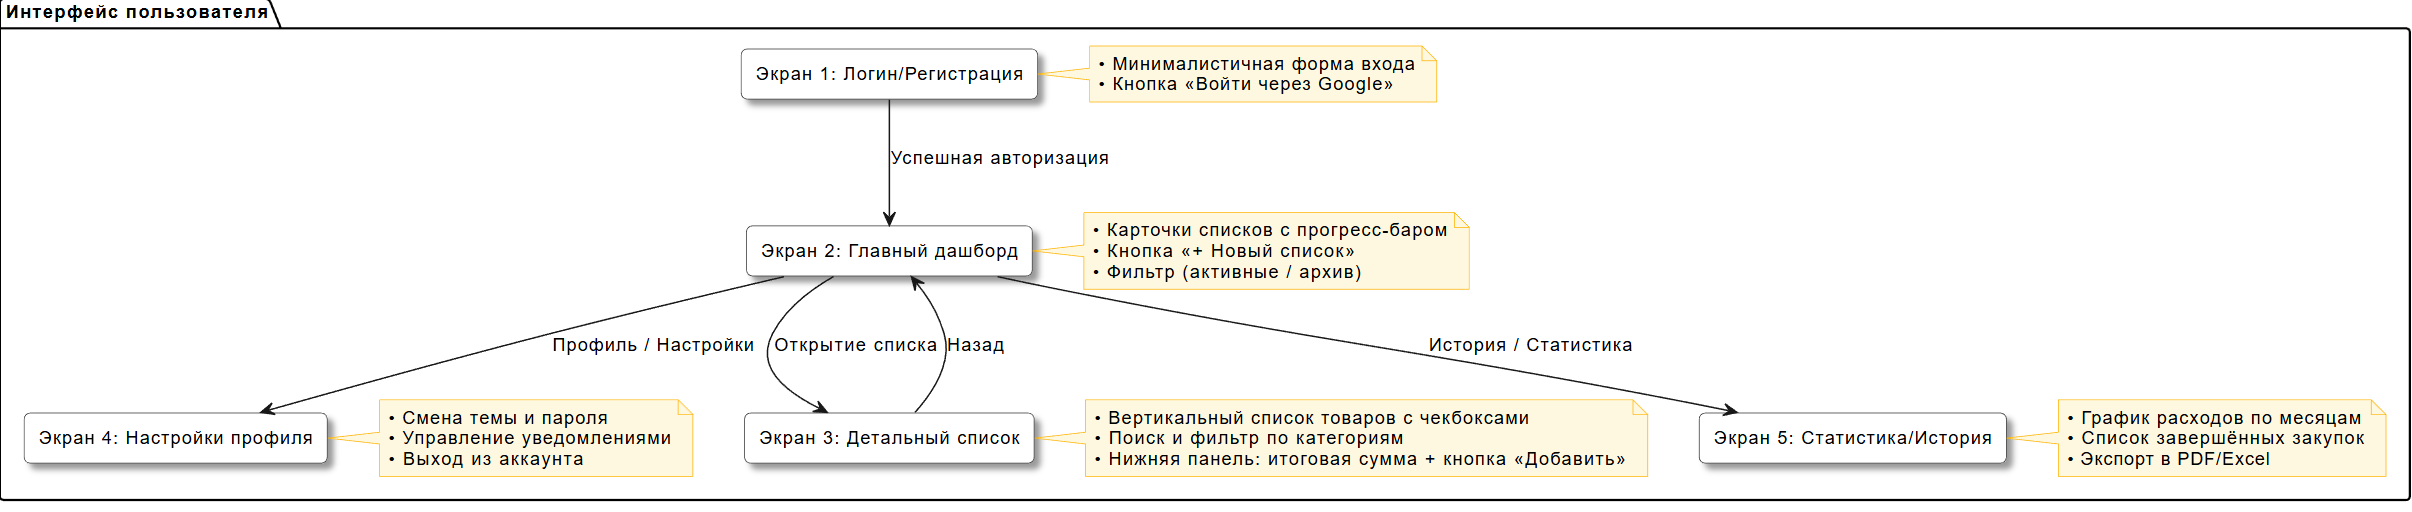 Интерфейс пользователя
Экран 1: Логин/Регистрация
• Минималистичная форма входа
• Кнопка «Войти через Google»
Успешная авторизация
Экран 2: Главный дашборд
• Карточки списков с прогресс-баром
• Кнопка «+ Новый список»
• Фильтр (активные / архив)
Профиль / Настройки
Открытие списка
Назад
История / Статистика
Экран 4: Настройки профиля
• Смена темы и пароля
• Управление уведомлениями
• Выход из аккаунта
Экран 3: Детальный список
• Вертикальный список товаров с чекбоксами
• Поиск и фильтр по категориям
• Нижняя панель: итоговая сумма + кнопка «Добавить»
Экран 5: Статистика/История
• График расходов по месяцам
• Список завершённых закупок
• Экспорт в PDF/Excel